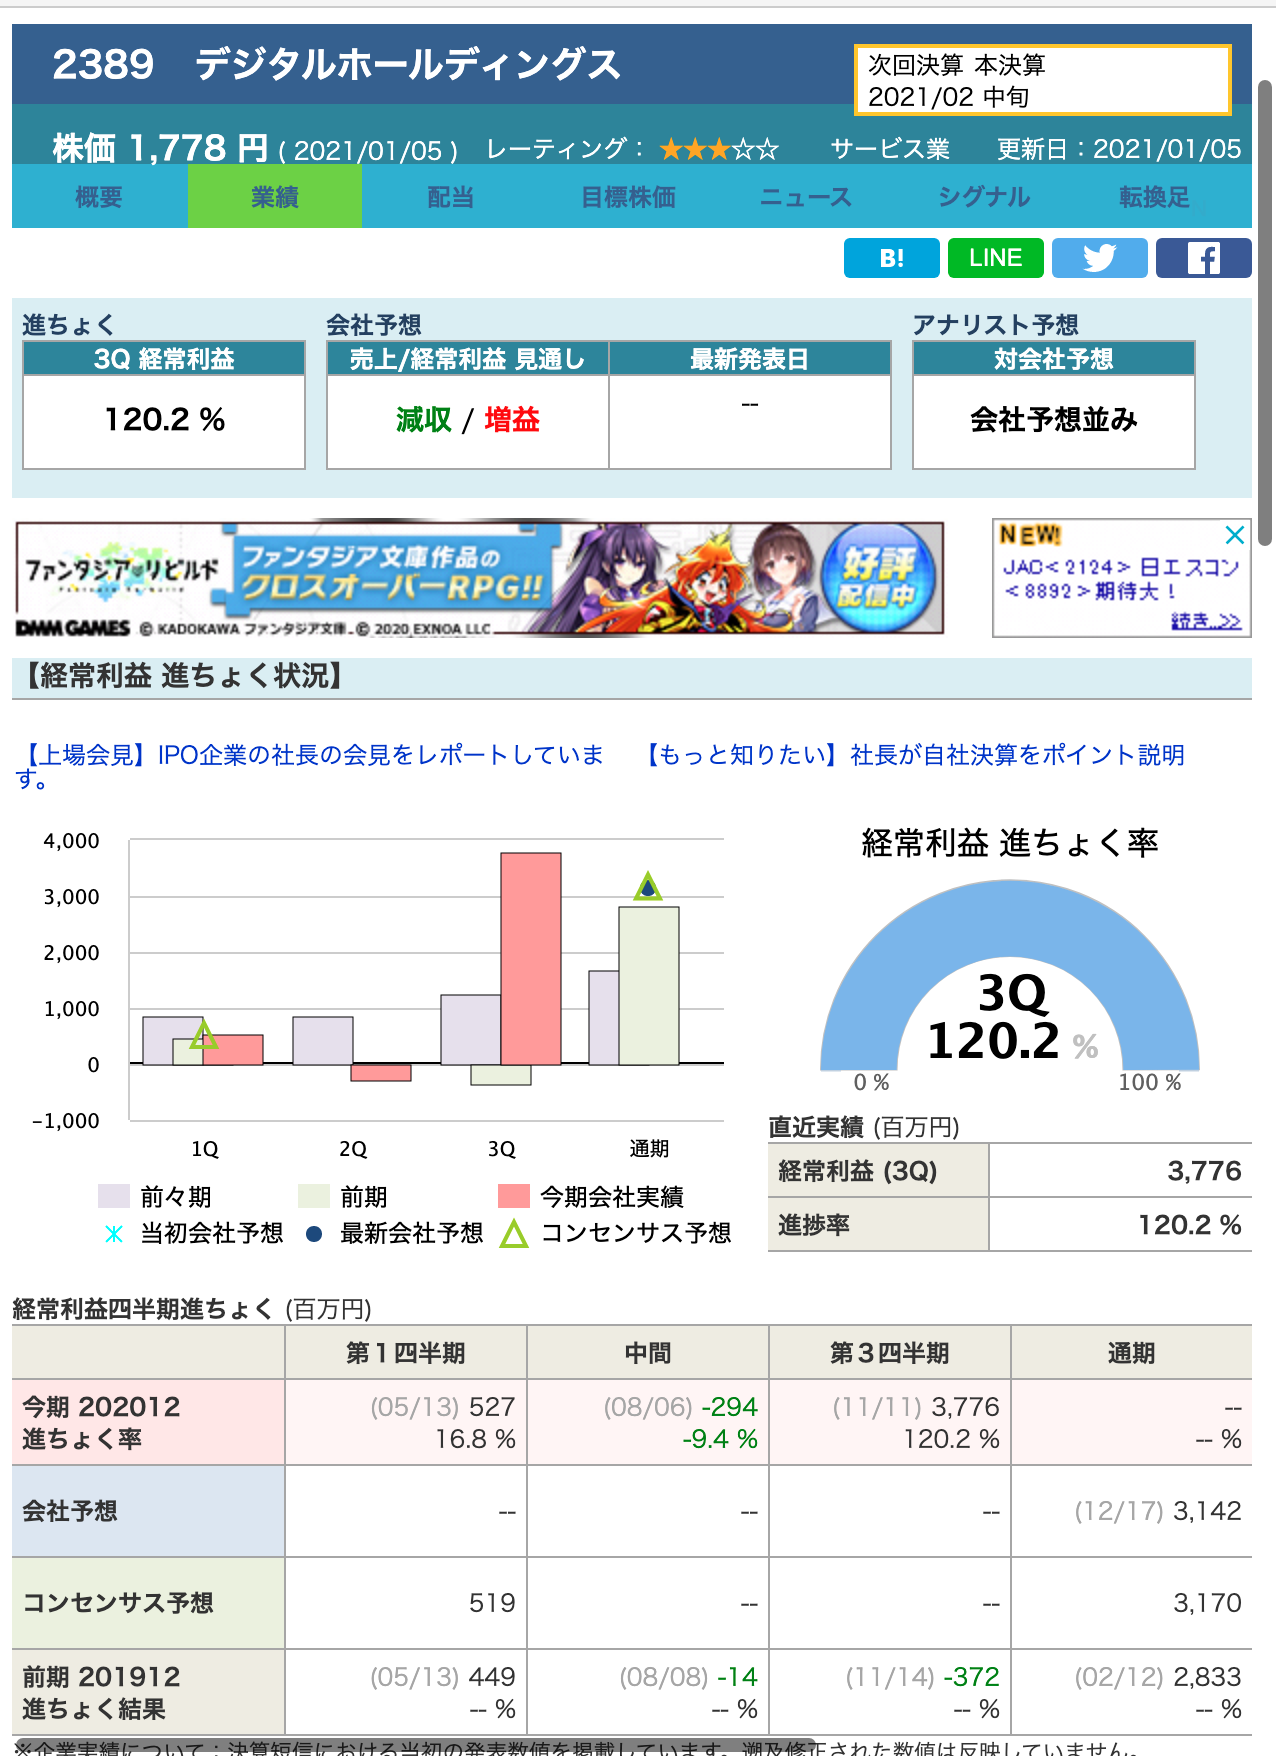 2389 デジタルホールディングス
次回決算 本決算
2021/02 中旬
株価 1,778 円 ( 2021/01/05 ) レーティング： ★★★☆☆ サービス業 更新日：2021/01/05
概要 業績 配当 目標株価 ニュース シグナル 転換足
B! LINE
進ちょく 会社予想 アナリスト予想
3Q 経常利益 売上/経常利益 見通し 最新発表日 対会社予想
120.2 % 減収 / 増益 -- 会社予想並み
ファンタジア・リビルド
ファンタジア文庫作品の
クロスオーバーRPG!!
好評
配信中
DMM GAMES © KADOKAWA ファンタジア文庫 © 2020 EXNOA LLC
NEW!
JAC<2124> 日エスコン
<8892>期待大！
続き..>>
【経常利益 進ちょく状況】
【上場会見】IPO企業の社長の会見をレポートしていま
す。
【もっと知りたい】社長が自社決算をポイント説明
4,000
3,000
2,000
1,000
0
-1,000
1Q 2Q 3Q 通期
前々期 前期 今期会社実績
当初会社予想 最新会社予想 コンセンサス予想
経常利益 進ちょく率
3Q
120.2 %
0 % 100 %
直近実績 (百万円)
経常利益 (3Q) 3,776
進捗率 120.2 %
経常利益四半期進ちょく (百万円)
第１四半期 中間 第３四半期 通期
今期 202012 (05/13) 527 (08/06) -294 (11/11) 3,776 --
進ちょく率 16.8 % -9.4 % 120.2 % -- %
会社予想 -- -- -- (12/17) 3,142
コンセンサス予想 519 -- -- 3,170
前期 201912 (05/13) 449 (08/08) -14 (11/14) -372 (02/12) 2,833
進ちょく結果 -- % -- % -- % -- %
※企業実績について：決算短信における当初の発表数値を掲載しています。遡及修正された数値は反映していません。